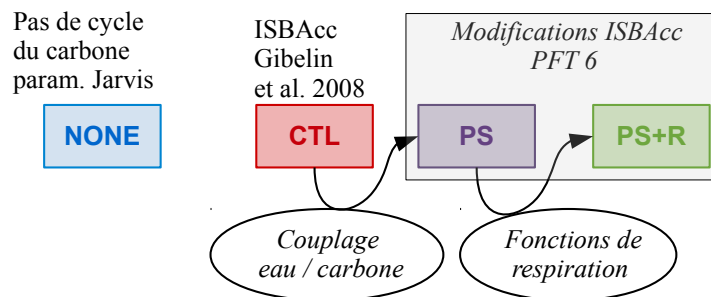 Pas de cycle
du carbone
param. Jarvis
ISBAcc
Gibelin
et al. 2008
Modifications ISBAcc
PFT 6
NONE
CTL
PS
PS+R
Couplage
eau / carbone
Fonctions de
respiration